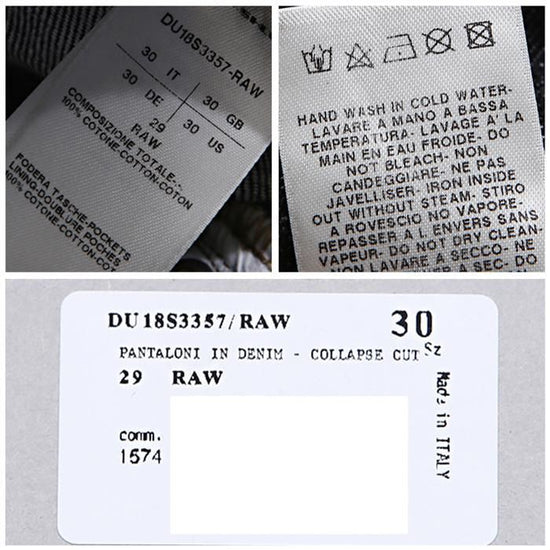 DU18S3357-RAW
30 IT
30 GB
30 DE
30 US
29
RAW
COMPOSIZIONE TOTALE-
100% COTONE-COTTON-COTON
FODERA TASCHE-POCKETS
LINING-DOUBLURE POCHES
100% COTONE-COTTON-COT
HAND WASH IN COLD WATER-
LAVARE A MANO A BASSA
TEMPERATURA- LAVAGE A' LA
MAIN EN EAU FROIDE- DO
NOT BLEACH- NON
CANDEGGIARE- NE PAS
JAVELLISER- IRON INSIDE
OUT WITHOUT STEAM- STIRO
A ROVESCIO NO VAPORE-
REPASSER A L'ENVERS SANS
VAPEUR- DO NOT DRY CLEAN-
NON LAVARE A SECCO- NE
A SEC- DO
DU18S3357/RAW
30
Sz
PANTALONI IN DENIM - COLLAPSE CUT
29 RAW
comm.
1574
Made in ITALY